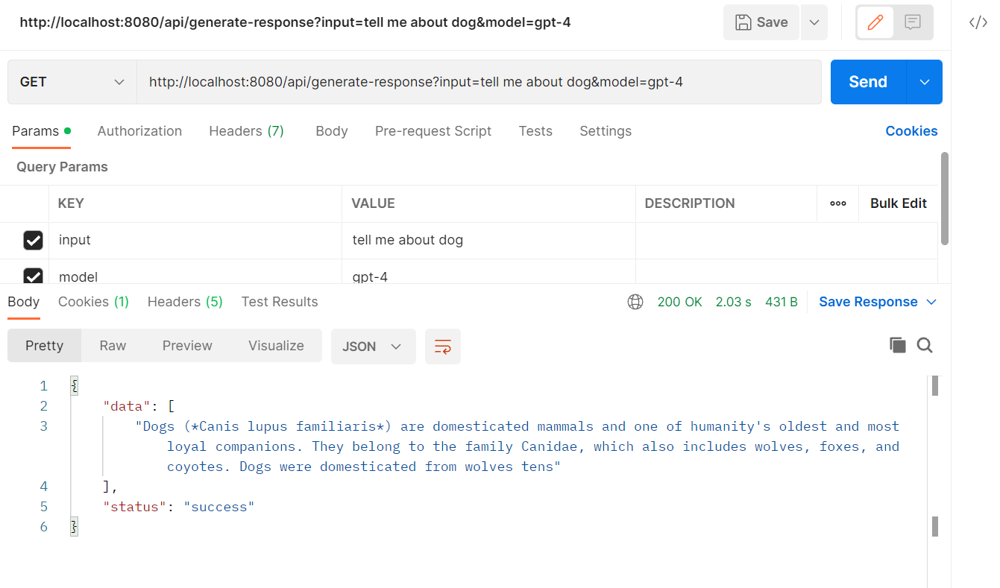 http://localhost:8080/api/generate-response?input=tell me about dog&model=gpt-4
Save
</>
GET
http://localhost:8080/api/generate-response?input=tell me about dog&model=gpt-4
Send
Params
Authorization
Headers (7)
Body
Pre-request Script
Tests
Settings
Cookies
Query Params
KEY
VALUE
DESCRIPTION
Bulk Edit
input
tell me about dog
model
gpt-4
Body
Cookies (1)
Headers (5)
Test Results
200 OK
2.03 s
431 B
Save Response
Pretty
Raw
Preview
Visualize
JSON
1 {
2 "data": [
3 "Dogs (*Canis lupus familiaris*) are domesticated mammals and one of humanity's oldest and most
loyal companions. They belong to the family Canidae, which also includes wolves, foxes, and
coyotes. Dogs were domesticated from wolves tens"
4 ],
5 "status": "success"
6 }